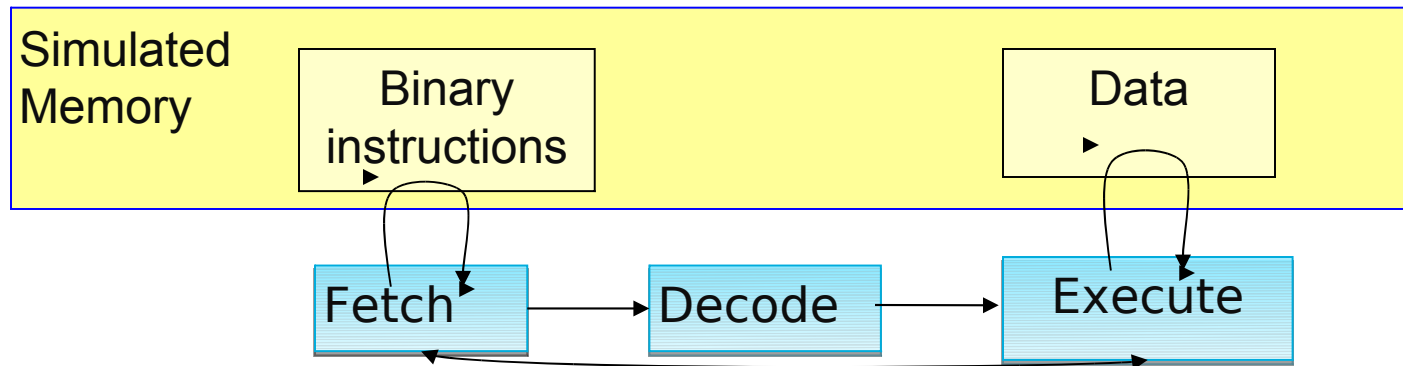 Simulated
Memory
Binary
instructions
Data
Fetch
Decode
Execute